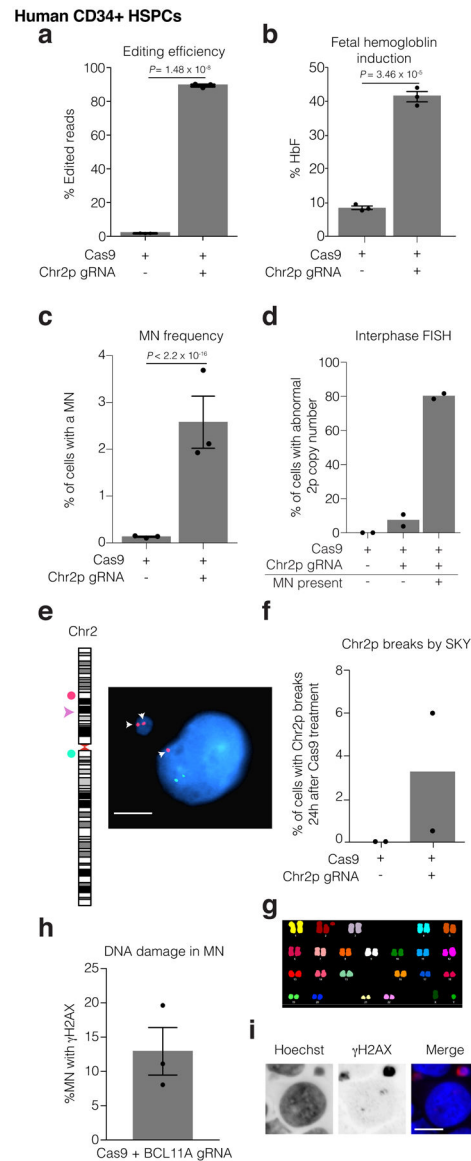 Human CD34+ HSPCs
a
Editing efficiency
P= 1.48 x 10-8
% Edited reads
100
80
60
40
20
0
Cas9 + +
Chr2p gRNA - +
b
Fetal hemogloblin
induction
P= 3.46 x 10-5
% HbF
50
40
30
20
10
0
Cas9 + +
Chr2p gRNA - +
c
MN frequency
P< 2.2 x 10-16
% of cells with a MN
4
3
2
1
0
Cas9 + +
Chr2p gRNA - +
d
Interphase FISH
% of cells with abnormal
2p copy number
100
80
60
40
20
0
Cas9 + + +
Chr2p gRNA - + +
MN present - - +
e
Chr2
f
Chr2p breaks by SKY
% of cells with Chr2p breaks
24h after Cas9 treatment
8
6
4
2
0
Cas9 + +
Chr2p gRNA - +
g
h
DNA damage in MN
%MN with γH2AX
25
20
15
10
5
0
Cas9 + BCL11A gRNA
i
Hoechst γH2AX Merge